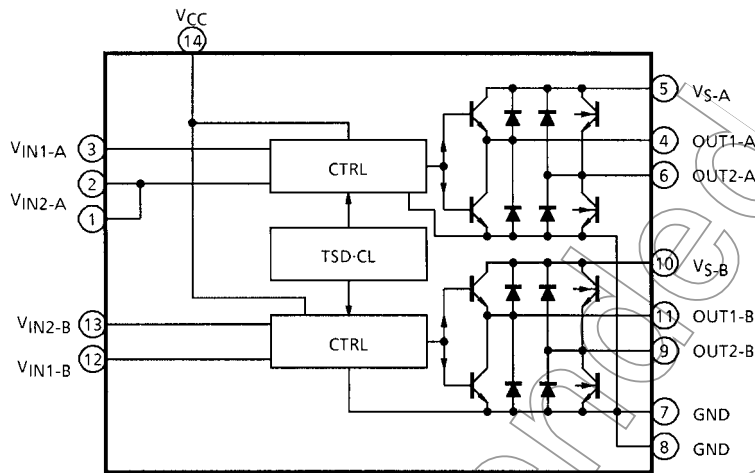 VCC
14
5 VS-A
VIN1-A 3
4 OUT1-A
CTRL
2
6 OUT2-A
VIN2-A
1
TSD·CL
10 VS-B
VIN2-B 13
11 OUT1-B
CTRL
9 OUT2-B
VIN1-B 12
7 GND
8 GND